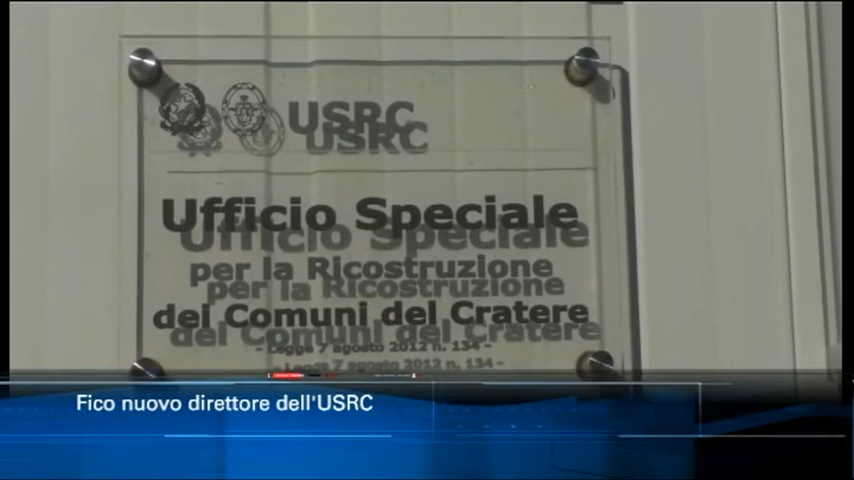 USRC
Ufficio Speciale
per la Ricostruzione
dei Comuni del Cratere
- Legga 7 agosto 2012 n. 134 -
Fico nuovo direttore dell'USRC